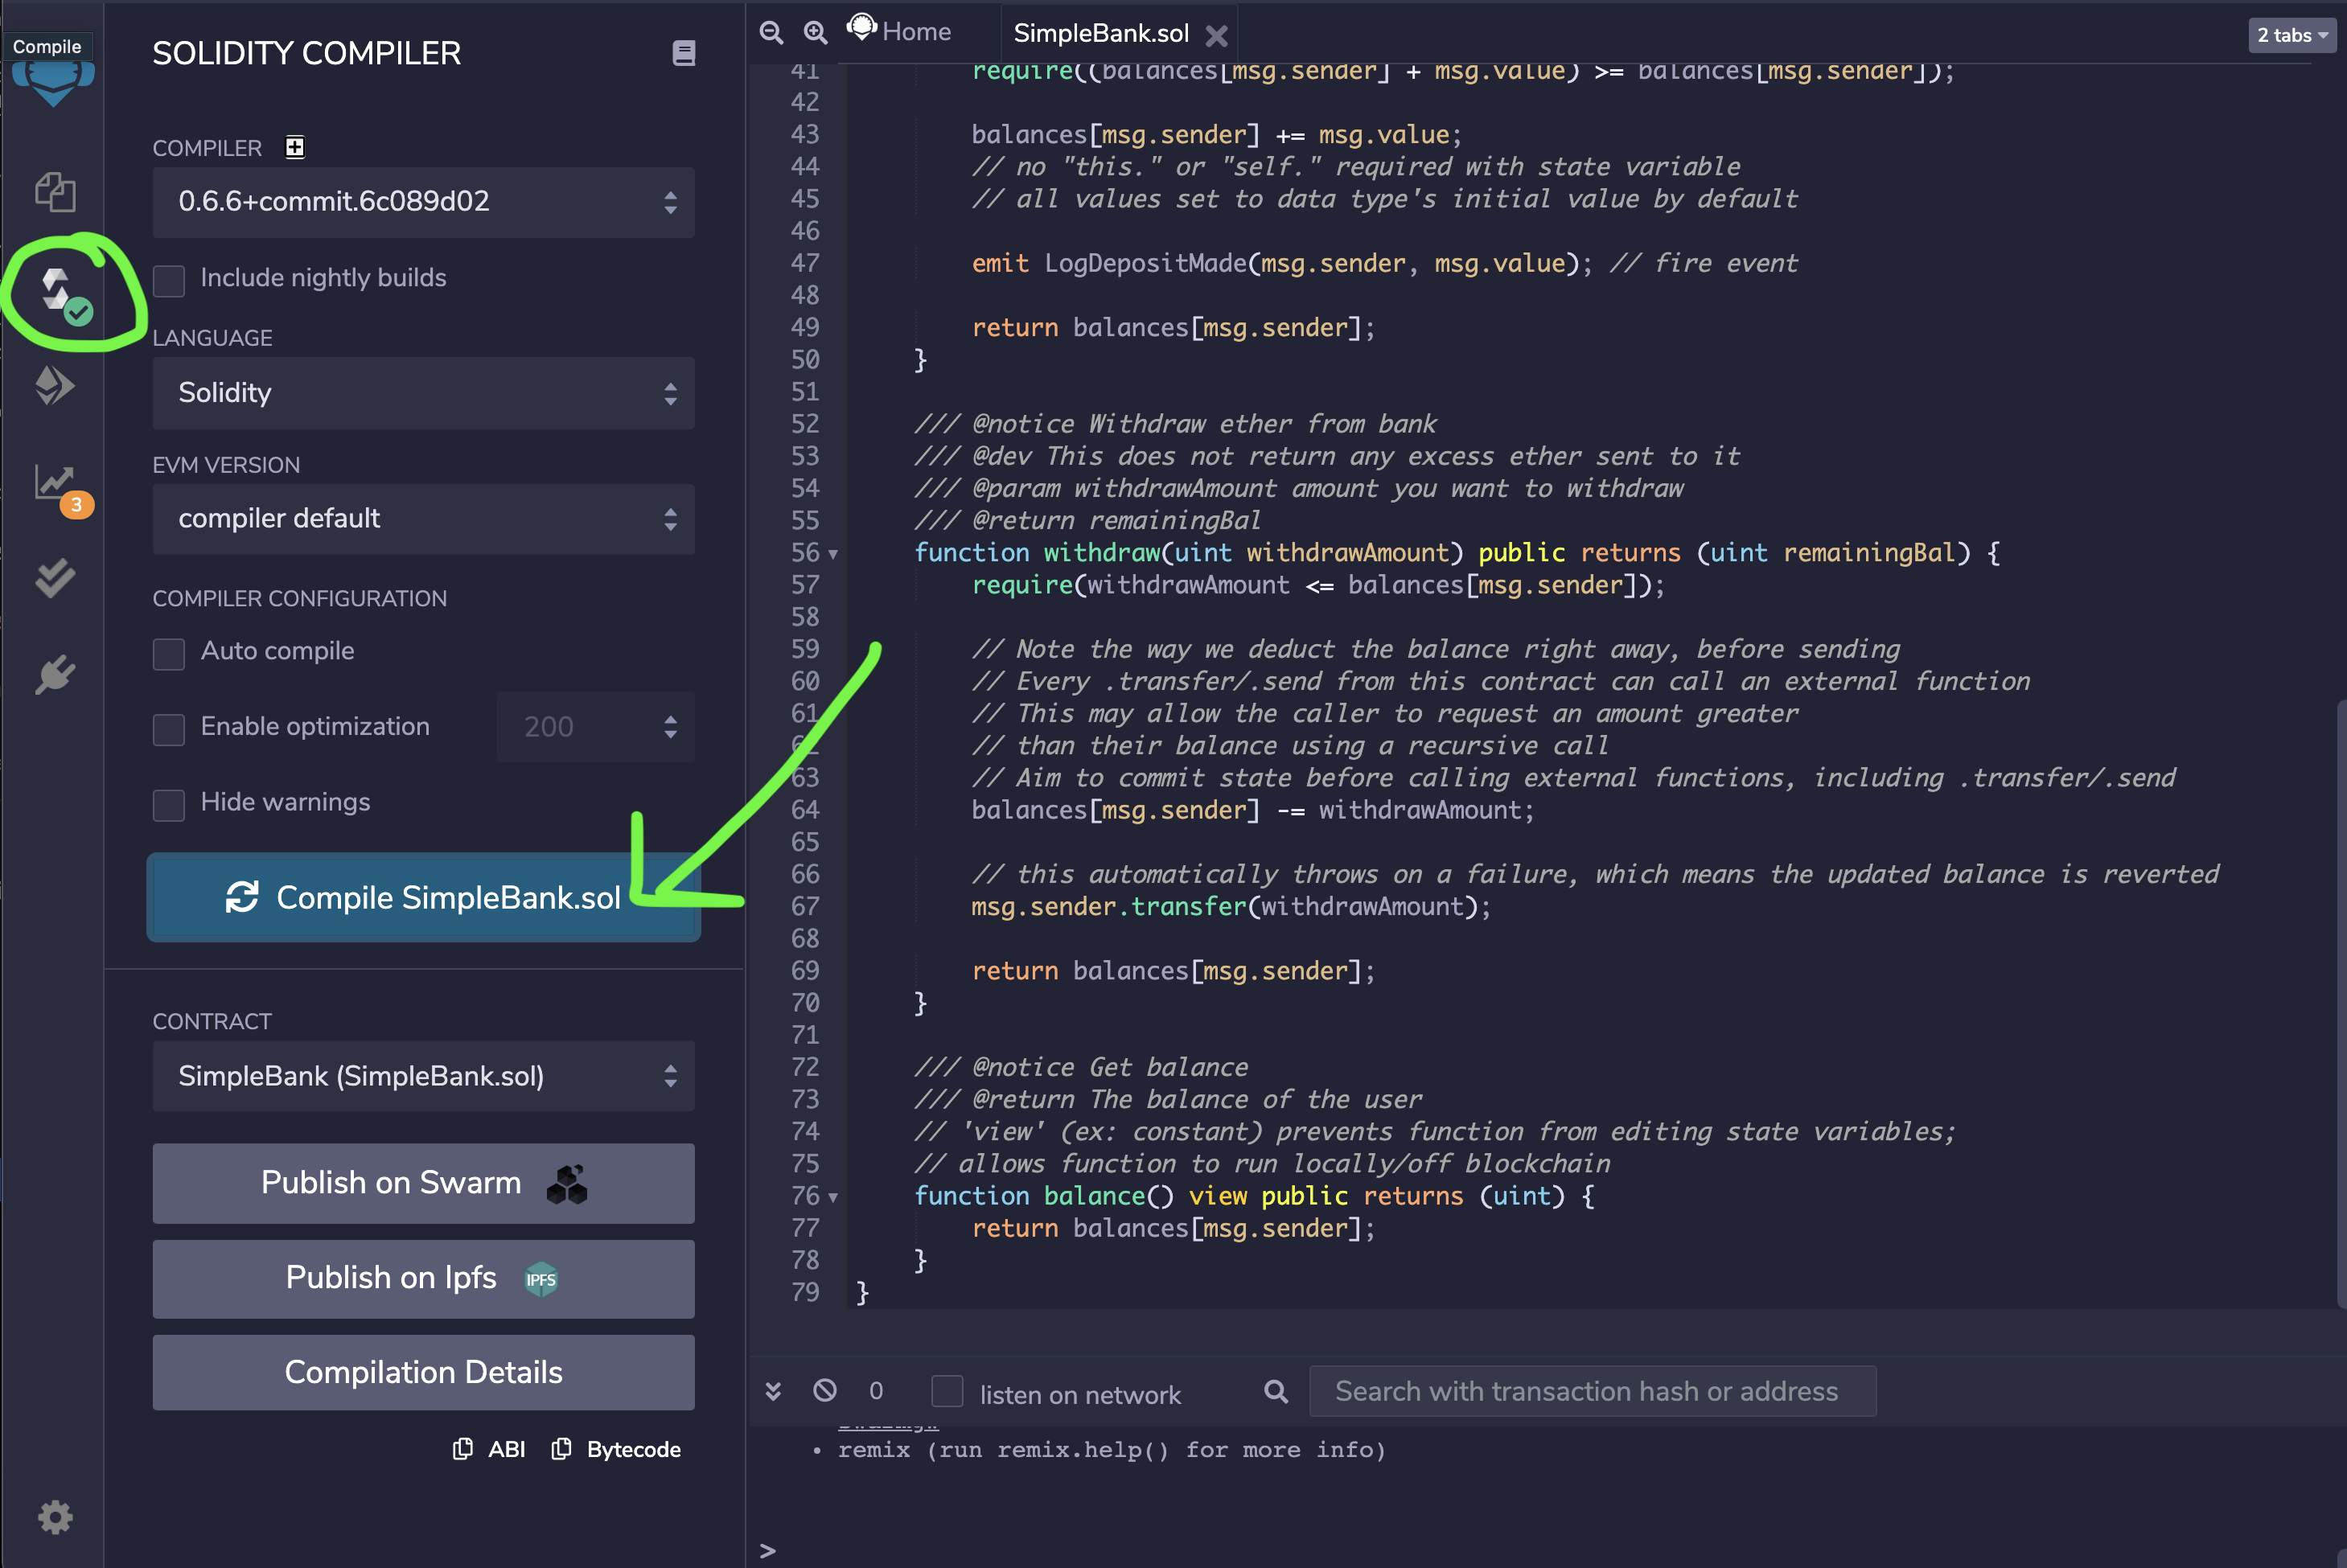 Compile
SOLIDITY COMPILER
COMPILER
0.6.6+commit.6c089d02
Include nightly builds
LANGUAGE
Solidity
EVM VERSION
compiler default
3
COMPILER CONFIGURATION
Auto compile
Enable optimization
200
Hide warnings
Compile SimpleBank.sol
CONTRACT
SimpleBank (SimpleBank.sol)
Publish on Swarm
Publish on Ipfs IPFS
Compilation Details
ABI Bytecode
Home SimpleBank.sol 2 tabs
41 require((balances[msg.sender] + msg.value) >= balances[msg.sender]);
42
43 balances[msg.sender] += msg.value;
44 // no "this." or "self." required with state variable
45 // all values set to data type's initial value by default
46
47 emit LogDepositMade(msg.sender, msg.value); // fire event
48
49 return balances[msg.sender];
50 }
51
52 /// @notice Withdraw ether from bank
53 /// @dev This does not return any excess ether sent to it
54 /// @param withdrawAmount amount you want to withdraw
55 /// @return remainingBal
56 function withdraw(uint withdrawAmount) public returns (uint remainingBal) {
57 require(withdrawAmount <= balances[msg.sender]);
58
59 // Note the way we deduct the balance right away, before sending
60 // Every .transfer/.send from this contract can call an external function
61 // This may allow the caller to request an amount greater
62 // than their balance using a recursive call
63 // Aim to commit state before calling external functions, including .transfer/.send
64 balances[msg.sender] -= withdrawAmount;
65
66 // this automatically throws on a failure, which means the updated balance is reverted
67 msg.sender.transfer(withdrawAmount);
68
69 return balances[msg.sender];
70 }
71
72 /// @notice Get balance
73 /// @return The balance of the user
74 // 'view' (ex: constant) prevents function from editing state variables;
75 // allows function to run locally/off blockchain
76 function balance() view public returns (uint) {
77 return balances[msg.sender];
78 }
79 }
0 listen on network Search with transaction hash or address
• remix (run remix.help() for more info)
>